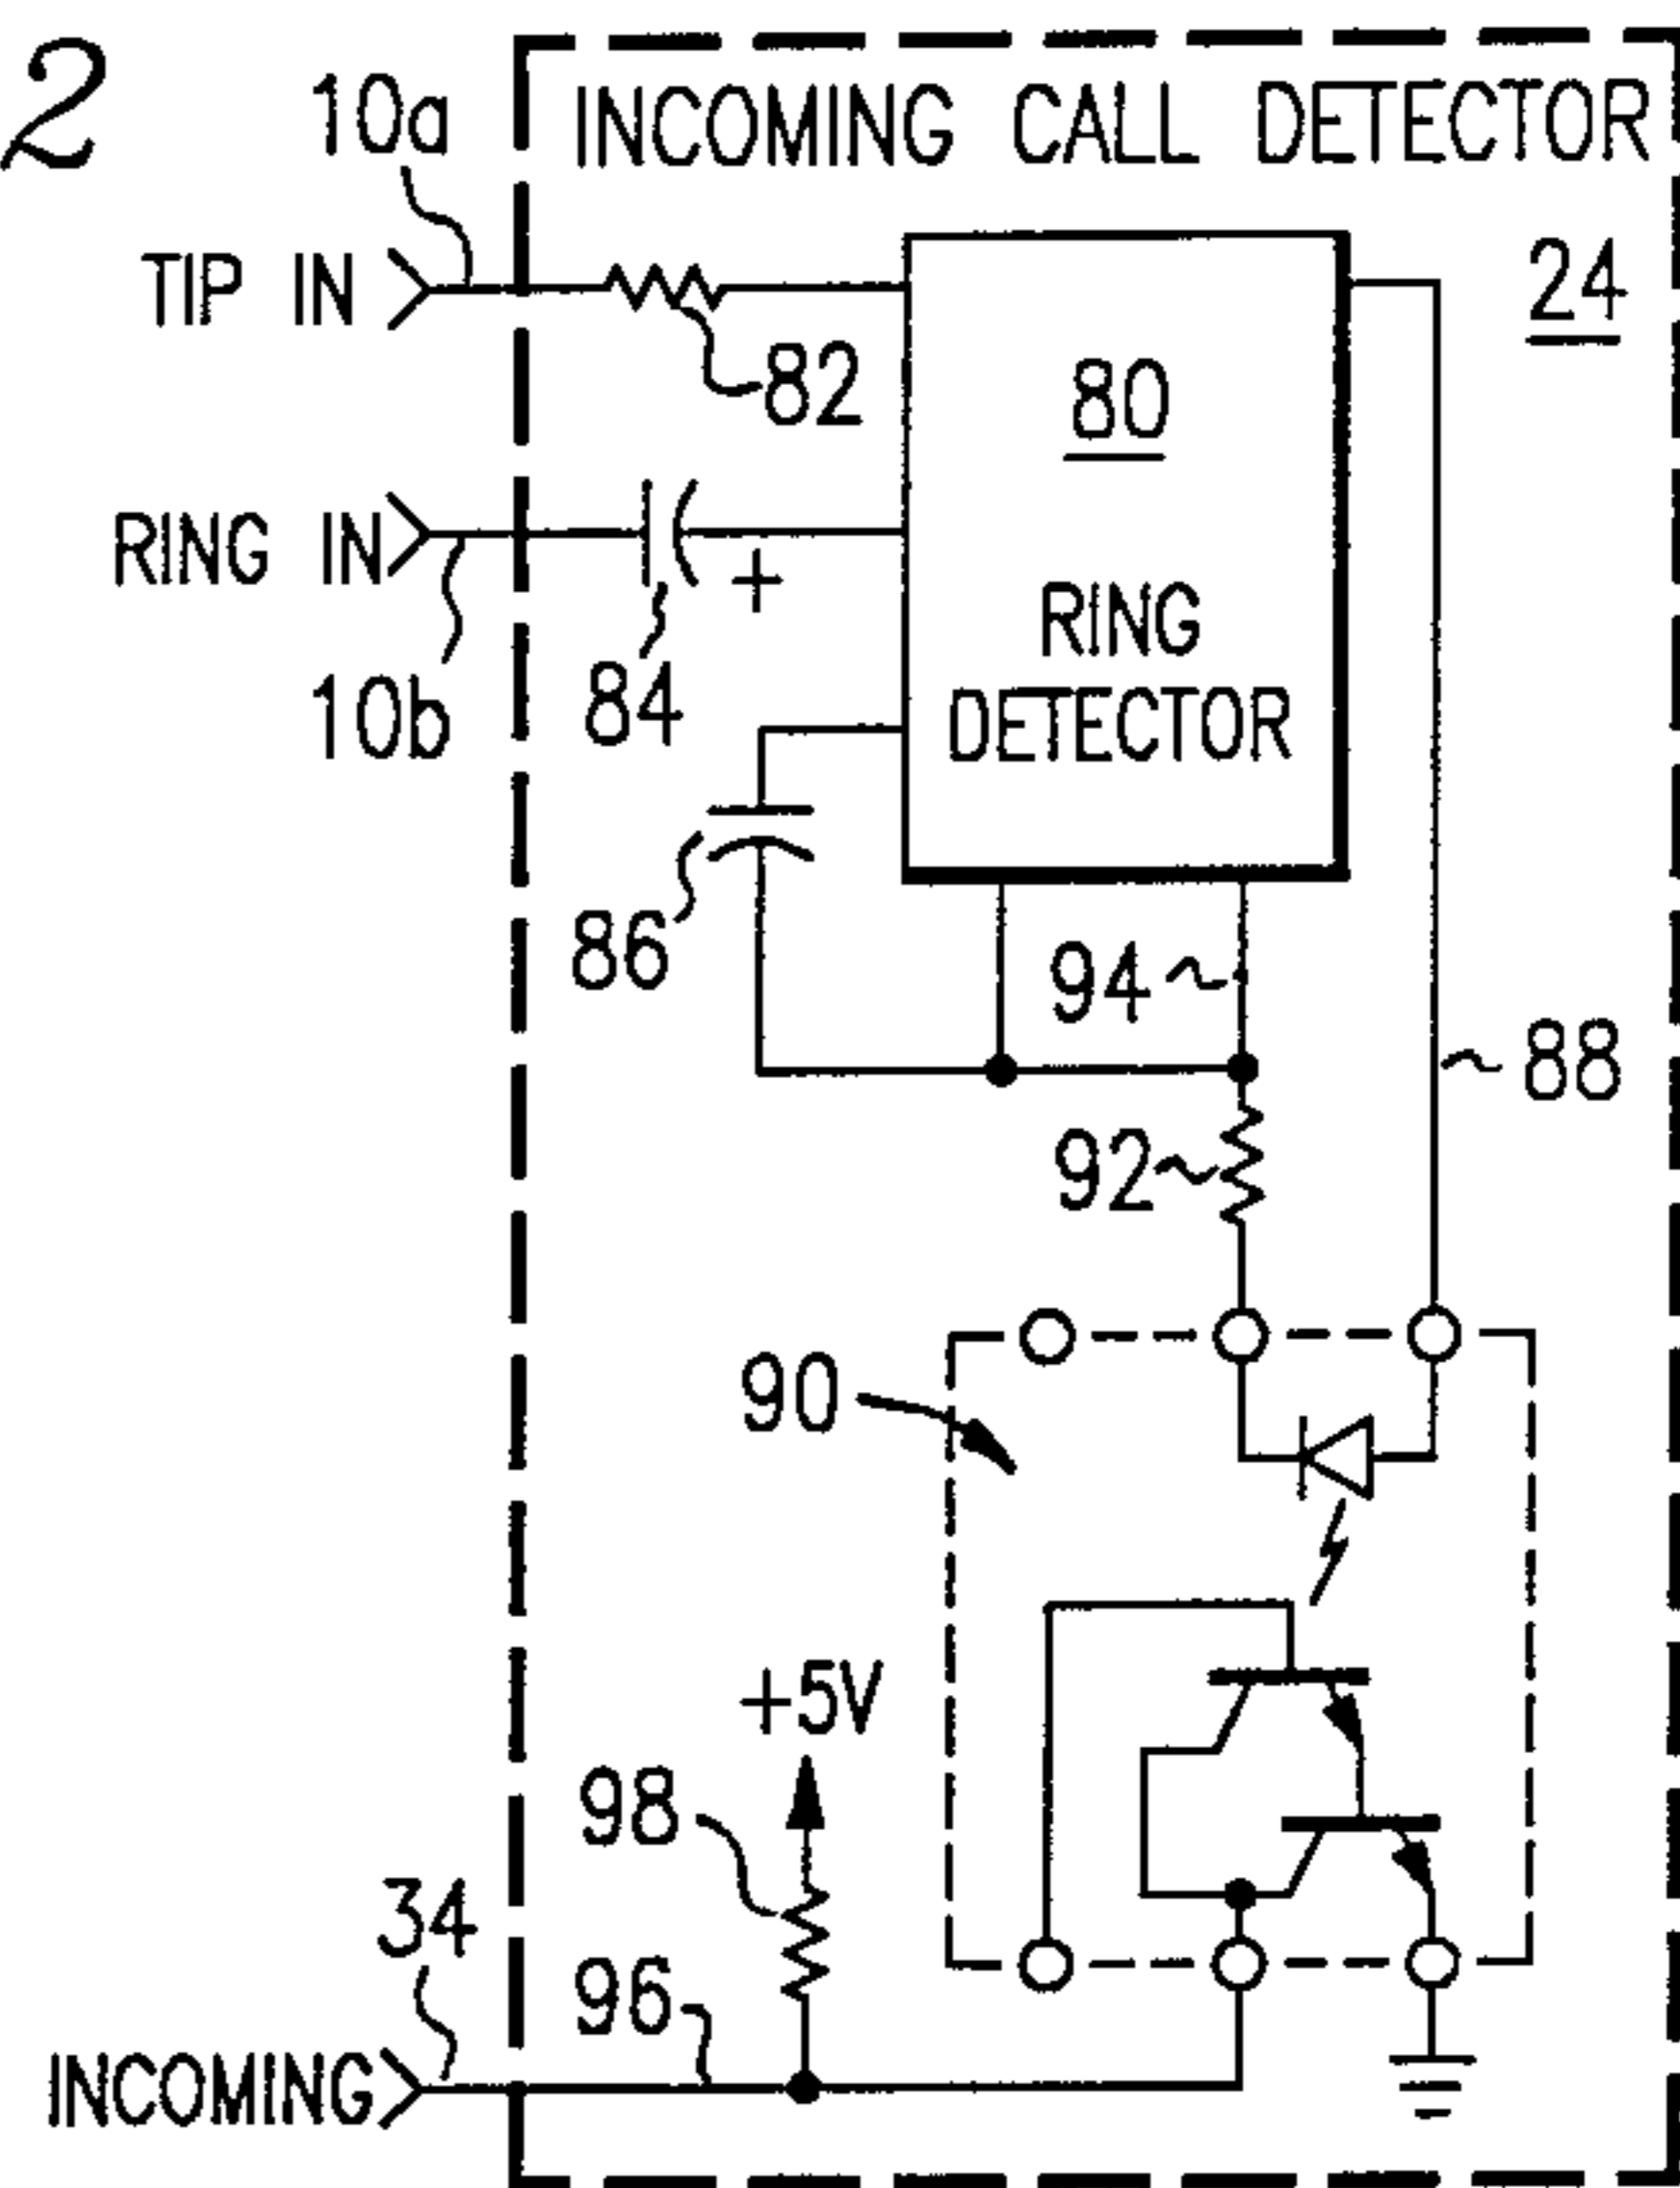 2
10a
INCOMING CALL DETECTOR
TIP IN
24
82
80
RING IN
+
RING
DETECTOR
84
10b
86
94
88
92
90
+5V
98
34
96
INCOMING